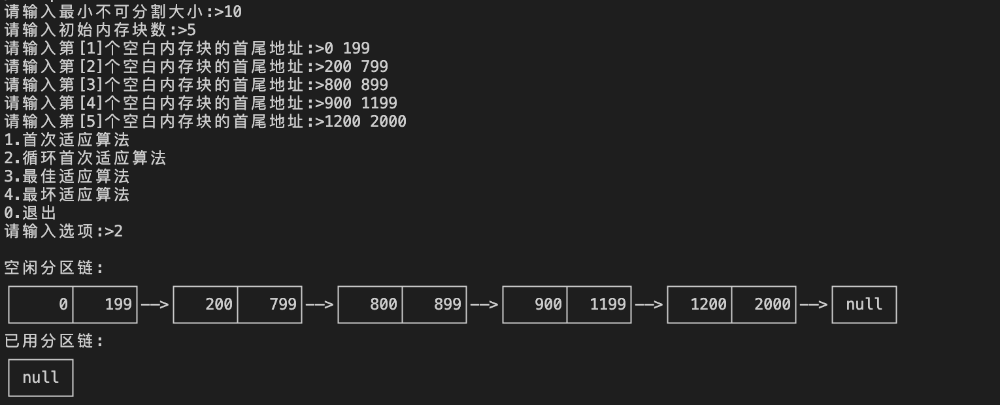 请输入最小不可分割大小:>10
请输入初始内存块数:>5
请输入第[1]个空白内存块的首尾地址:>0 199
请输入第[2]个空白内存块的首尾地址:>200 799
请输入第[3]个空白内存块的首尾地址:>800 899
请输入第[4]个空白内存块的首尾地址:>900 1199
请输入第[5]个空白内存块的首尾地址:>1200 2000
1.首次适应算法
2.循环首次适应算法
3.最佳适应算法
4.最坏适应算法
0.退出
请输入选项:>2
空闲分区链:
0 199 ——> 200 799 ——> 800 899 ——> 900 1199 ——> 1200 2000 ——> null
已用分区链:
null